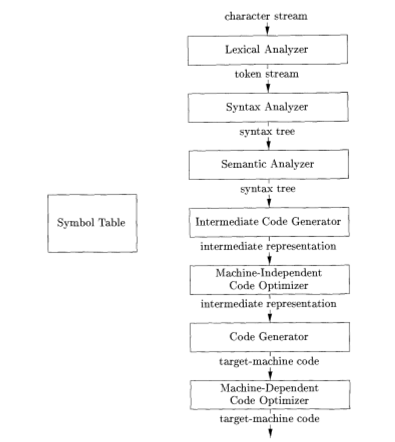 character stream
Lexical Analyzer
token stream
Syntax Analyzer
syntax tree
Semantic Analyzer
syntax tree
Symbol Table
Intermediate Code Generator
intermediate representation
Machine-Independent
Code Optimizer
intermediate representation
Code Generator
target-machine code
Machine-Dependent
Code Optimizer
target-machine code